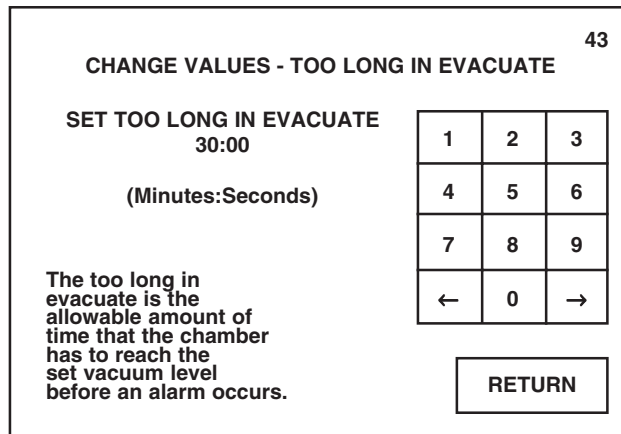 43
CHANGE VALUES - TOO LONG IN EVACUATE
SET TOO LONG IN EVACUATE
30:00
(Minutes:Seconds)
The too long in
evacuate is the
allowable amount of
time that the chamber
has to reach the
set vacuum level
before an alarm occurs.
1 2 3
4 5 6
7 8 9
← 0 →
RETURN